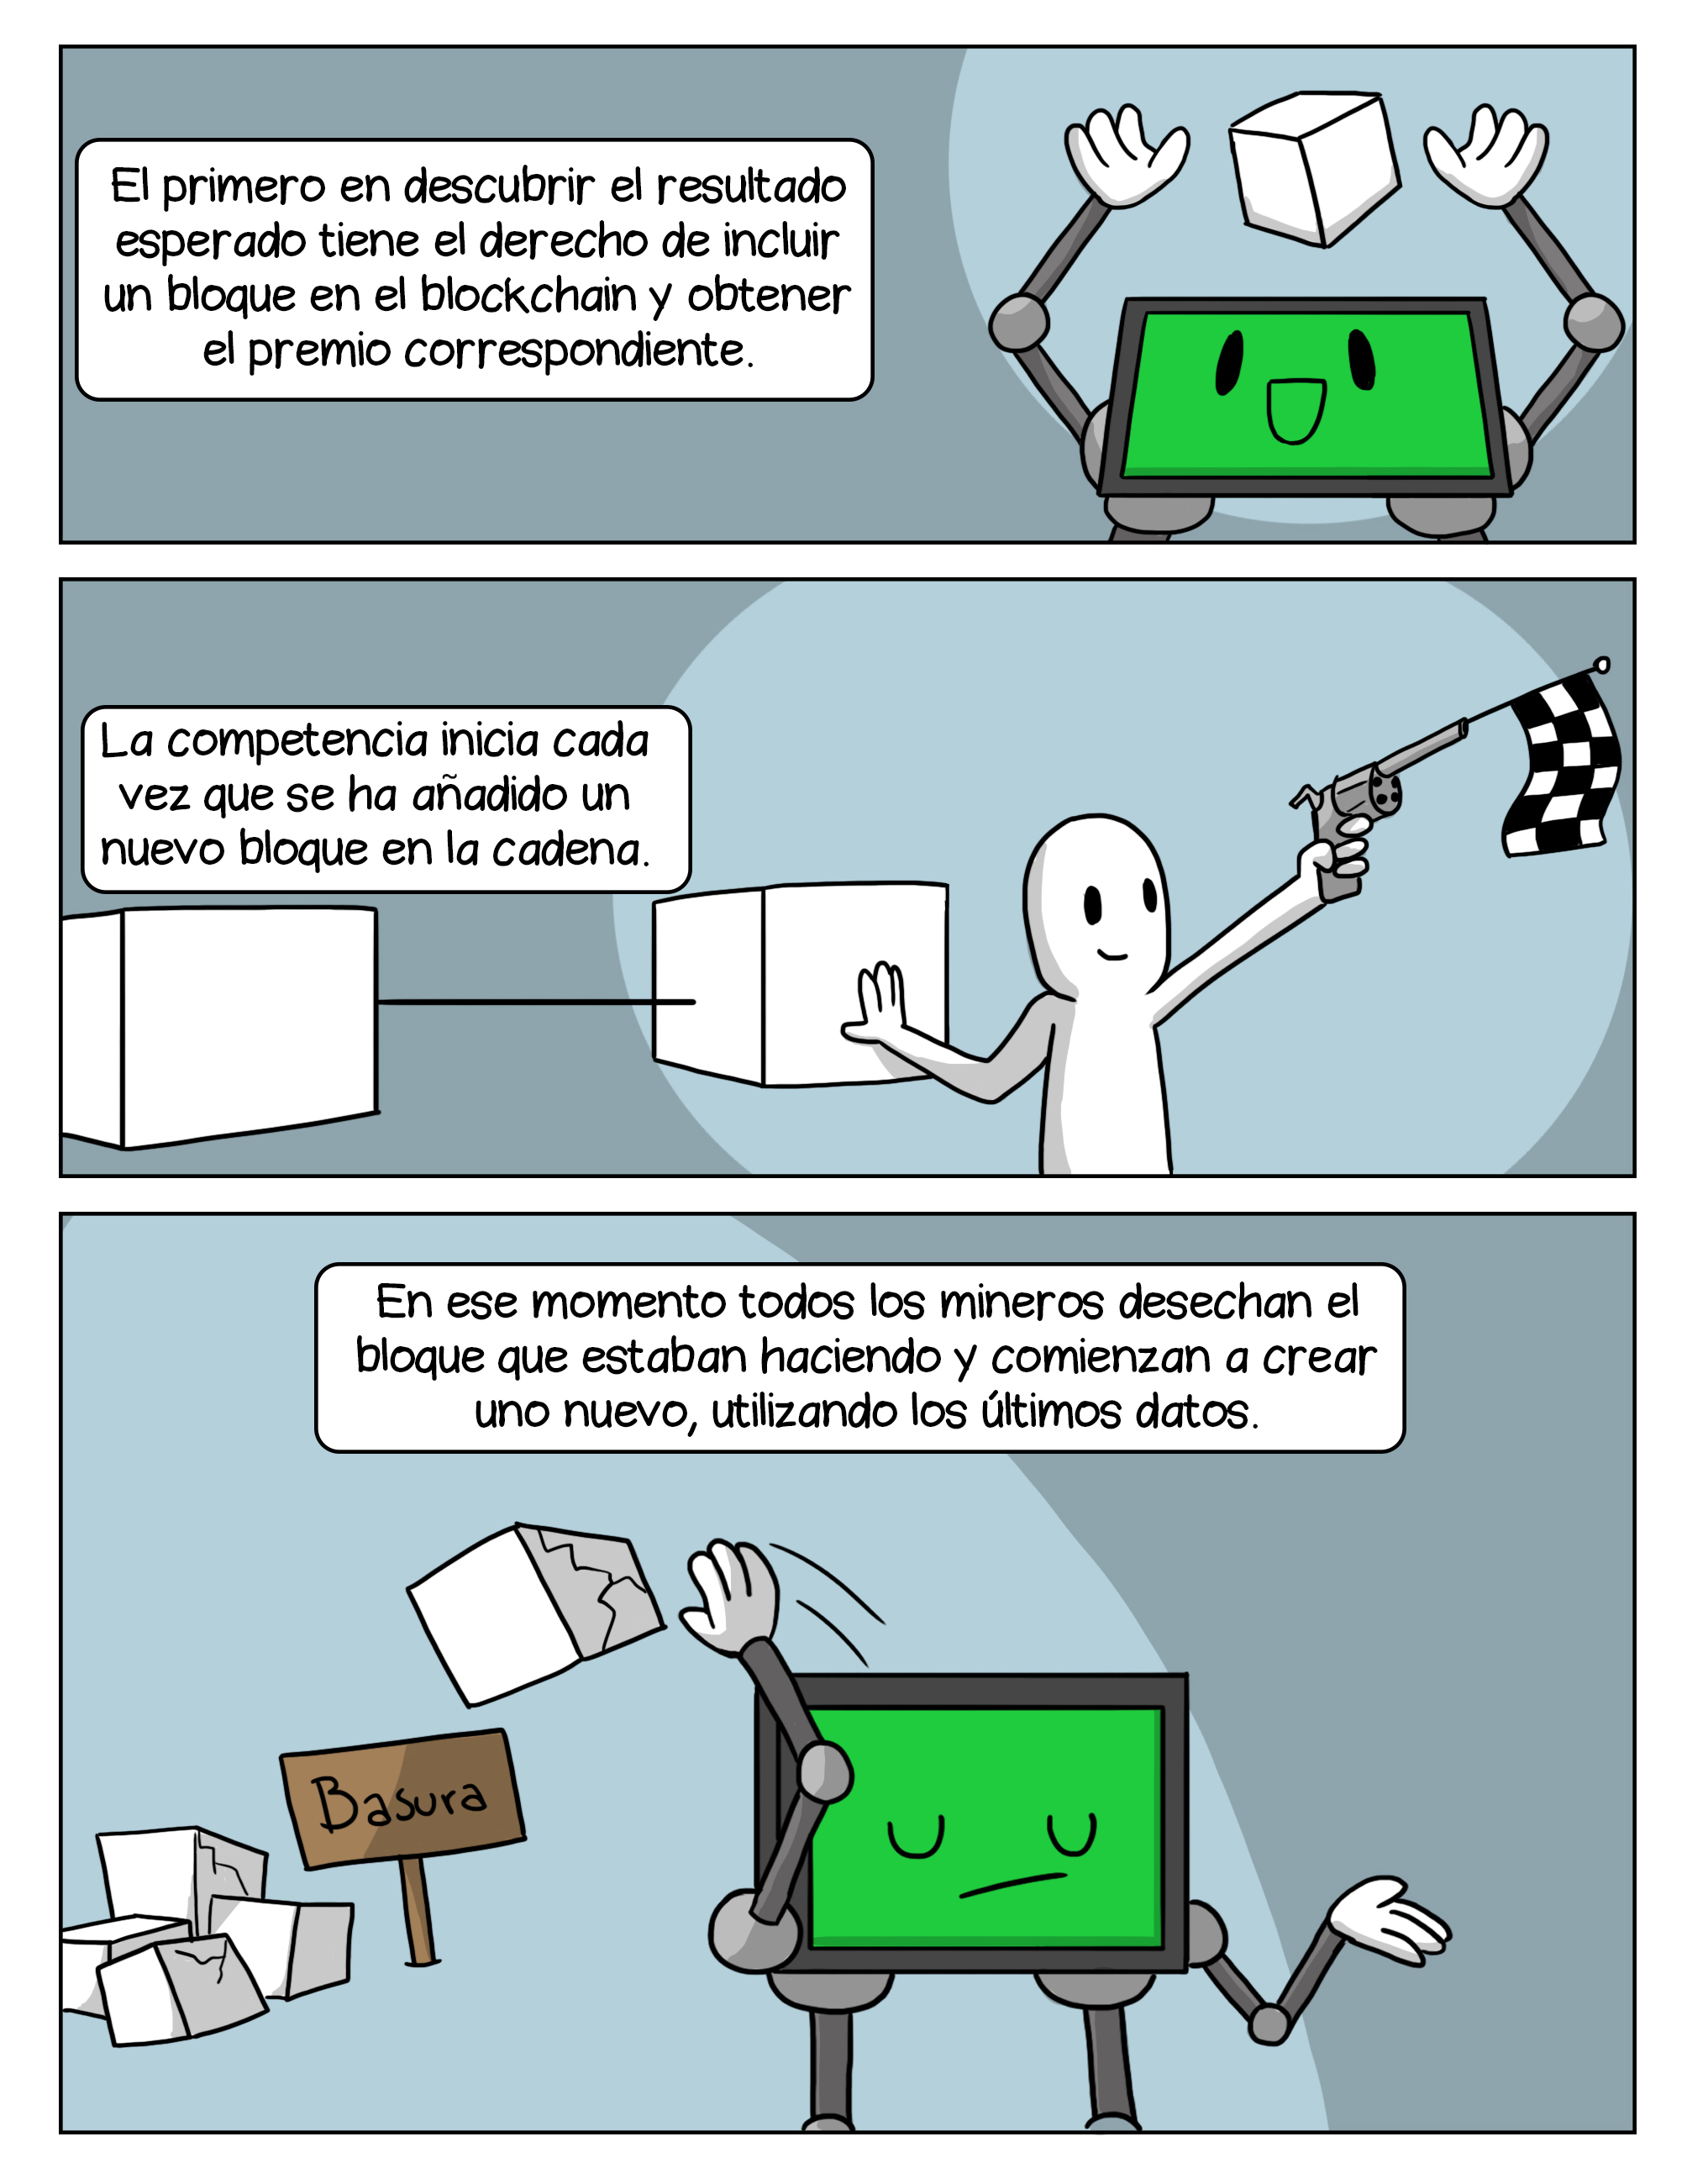 El primero en descubrir el resultado
esperado tiene el derecho de incluir
un bloque en el blockchain y obtener
el premio correspondiente.
La competencia inicia cada
vez que se ha añadido un
nuevo bloque en la cadena.
En ese momento todos los mineros desechan el
bloque que estaban haciendo y comienzan a crear
uno nuevo, utilizando los últimos datos.
Basura